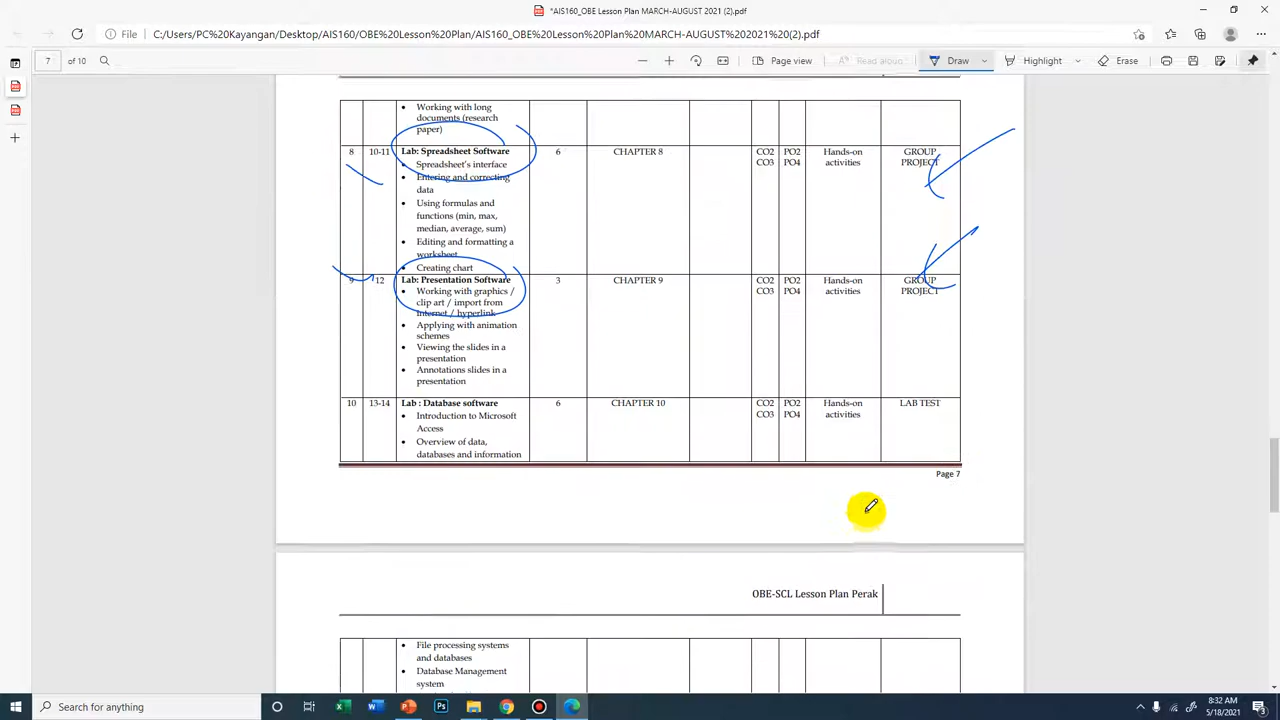 *AIS160_OBE Lesson Plan MARCH-AUGUST 2021 (2).pdf
File C:/Users/PC%20Kayangan/Desktop/AIS160/OBE%20Lesson%20Plan/AIS160_OBE%20Lesson%20Plan%20MARCH-AUGUST%202021%20(2).pdf
7 of 10 Page view Read aloud Draw Highlight Erase
Working with long
documents (research
paper)
8 10-11 Lab: Spreadsheet Software 6 CHAPTER 8 CO2 PO2 Hands-on GROUP
• Spreadsheet's interface CO3 PO4 activities PROJECT
• Entering and correcting
data
• Using formulas and
functions (min, max,
median, average, sum)
• Editing and formatting a
worksheet
• Creating chart
9 12 Lab: Presentation Software 3 CHAPTER 9 CO2 PO2 Hands-on GROUP
• Working with graphics / CO3 PO4 activities PROJECT
clip art / import from
internet / hyperlink
• Applying with animation
schemes
• Viewing the slides in a
presentation
• Annotations slides in a
presentation
10 13-14 Lab : Database software 6 CHAPTER 10 CO2 PO2 Hands-on LAB TEST
• Introduction to Microsoft CO3 PO4 activities
Access
• Overview of data,
databases and information
Page 7
OBE-SCL Lesson Plan Perak
• File processing systems
and databases
• Database Management
system
Search for anything
8:32 AM
5/18/2021